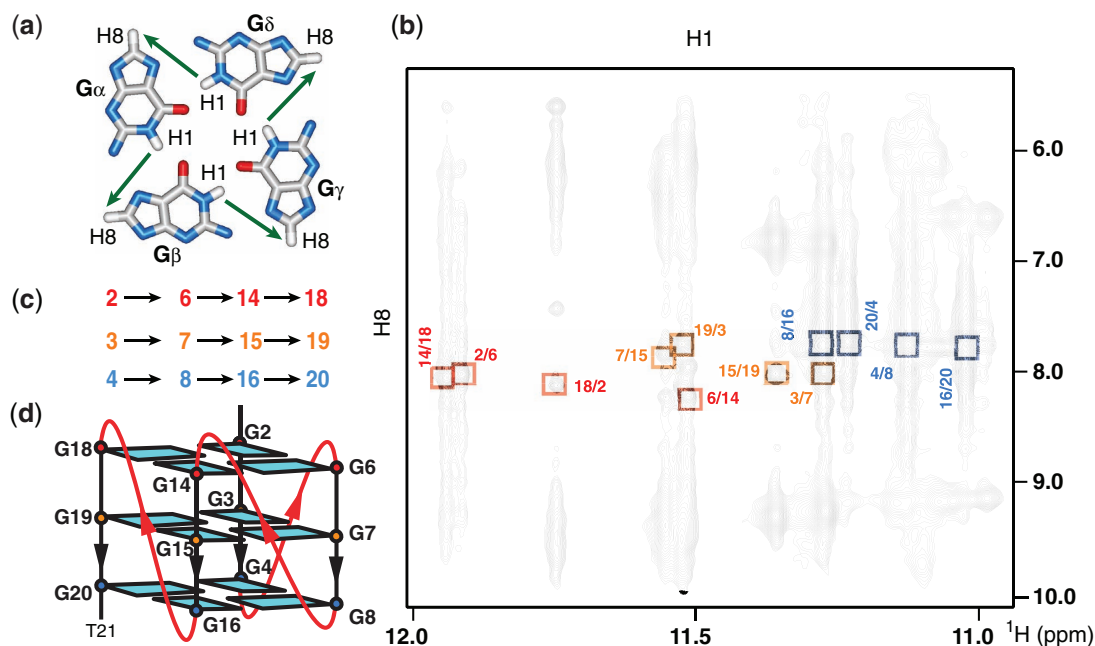 (a)
Gδ
H8
H8
Gα
H1
H1
H1
H1
Gγ
H8
H8
Gβ
(b)
H1
H8
6.0
7.0
8.0
9.0
10.0
12.0
11.5
11.0
¹H (ppm)
14/18
2/6
18/2
7/15
19/3
6/14
15/19
3/7
8/16
20/4
4/8
16/20
(c)
2 → 6 → 14 → 18
3 → 7 → 15 → 19
4 → 8 → 16 → 20
(d)
G2
G18
G6
G14
G3
G19
G7
G15
G4
G20
G8
G16
T21